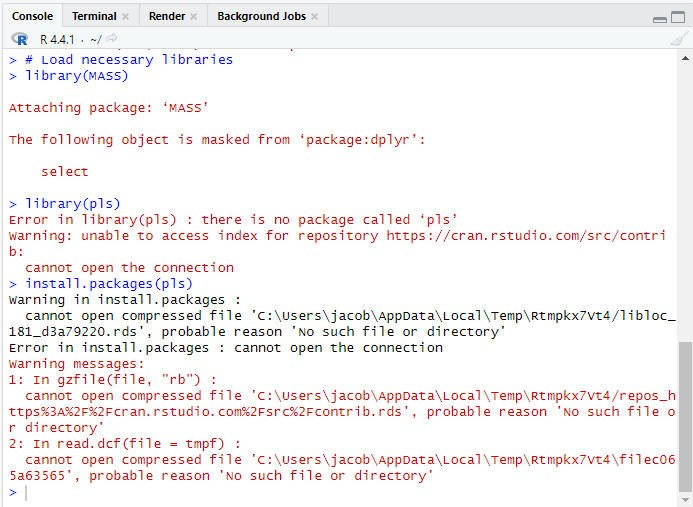 Console Terminal Render Background Jobs
R 4.4.1 · ~/
> # Load necessary libraries
> library(MASS)
Attaching package: ‘MASS’
The following object is masked from ‘package:dplyr’:
select
> library(pls)
Error in library(pls) : there is no package called ‘pls’
Warning: unable to access index for repository https://cran.rstudio.com/src/contri
b:
cannot open the connection
> install.packages(pls)
Warning in install.packages :
cannot open compressed file 'C:\Users\jacob\AppData\Local\Temp\Rtmpkx7Vt4/libloc_
181_d3a79220.rds', probable reason 'No such file or directory'
Error in install.packages : cannot open the connection
Warning messages:
1: In gzfile(file, "rb") :
cannot open compressed file 'C:\Users\jacob\AppData\Local\Temp\Rtmpkx7Vt4/repos_h
ttps%3A%2F%2Fcran.rstudio.com%2Fsrc%2Fcontrib.rds', probable reason 'No such file o
r directory'
2: In read.dcf(file = tmpf) :
cannot open compressed file 'C:\Users\jacob\AppData\Local\Temp\Rtmpkx7Vt4\filec06
5a63565', probable reason 'No such file or directory'
>